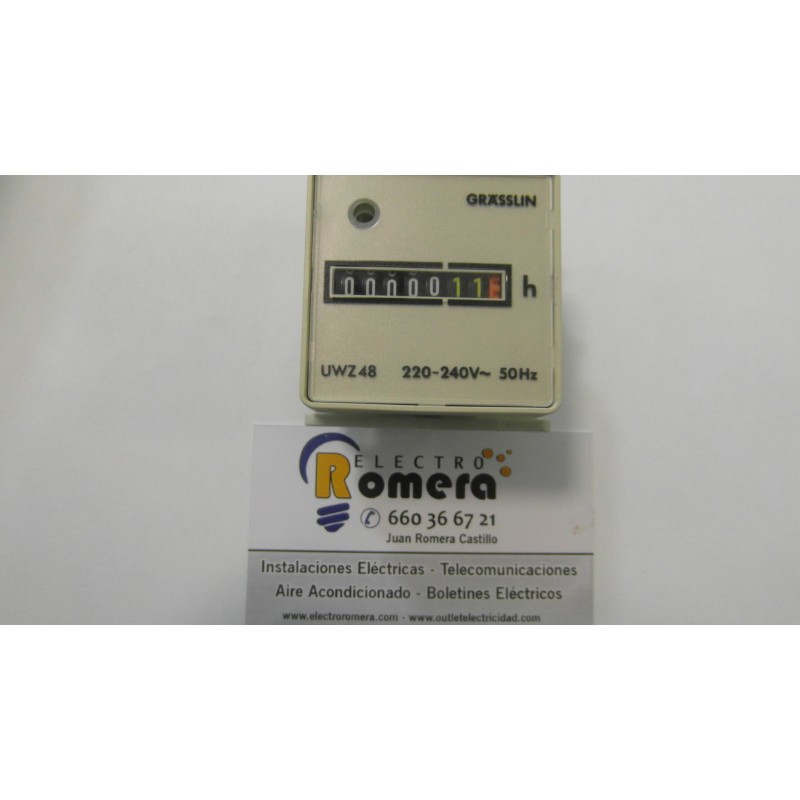 GRÄSSLIN
0000011 h
UWZ48 220-240V~ 50Hz
ELECTRO
Romera
660 36 67 21
Juan Romera Castillo
Instalaciones Eléctricas - Telecomunicaciones
Aire Acondicionado - Boletines Eléctricos
www.electroromera.com - www.outletelectricidad.com